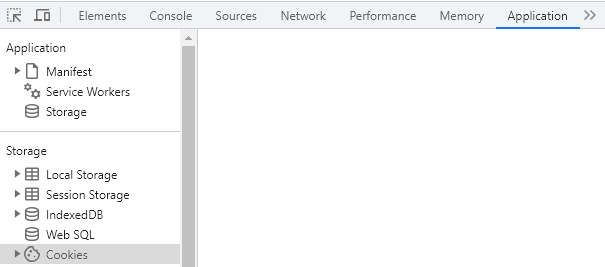 Elements Console Sources Network Performance Memory Application
Application
Manifest
Service Workers
Storage
Storage
Local Storage
Session Storage
IndexedDB
Web SQL
Cookies